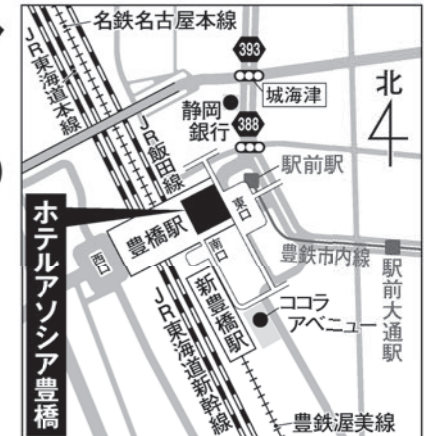 名鉄名古屋本線
JR東海道本線
JR飯田線
393
城海津
静岡
銀行
388
北
駅前駅
東口
豊橋駅
西口
南口
新豊橋駅
豊鉄市内線
駅前大通駅
ココラ
アベニュー
ホテルアソシア豊橋
JR東海道新幹線
豊鉄渥美線